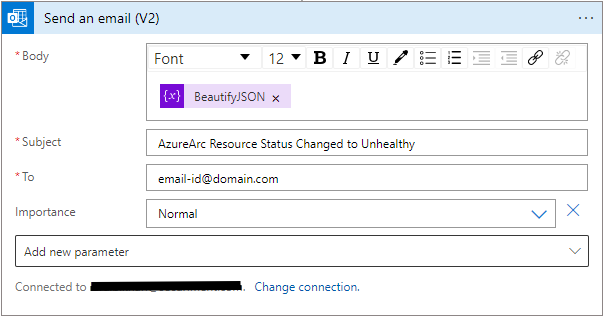 Send an email (V2)
* Body
Font 12 B I U
{x} BeautifyJSON ×
* Subject
AzureArc Resource Status Changed to Unhealthy
* To
email-id@domain.com
Importance
Normal
Add new parameter
Connected to . Change connection.